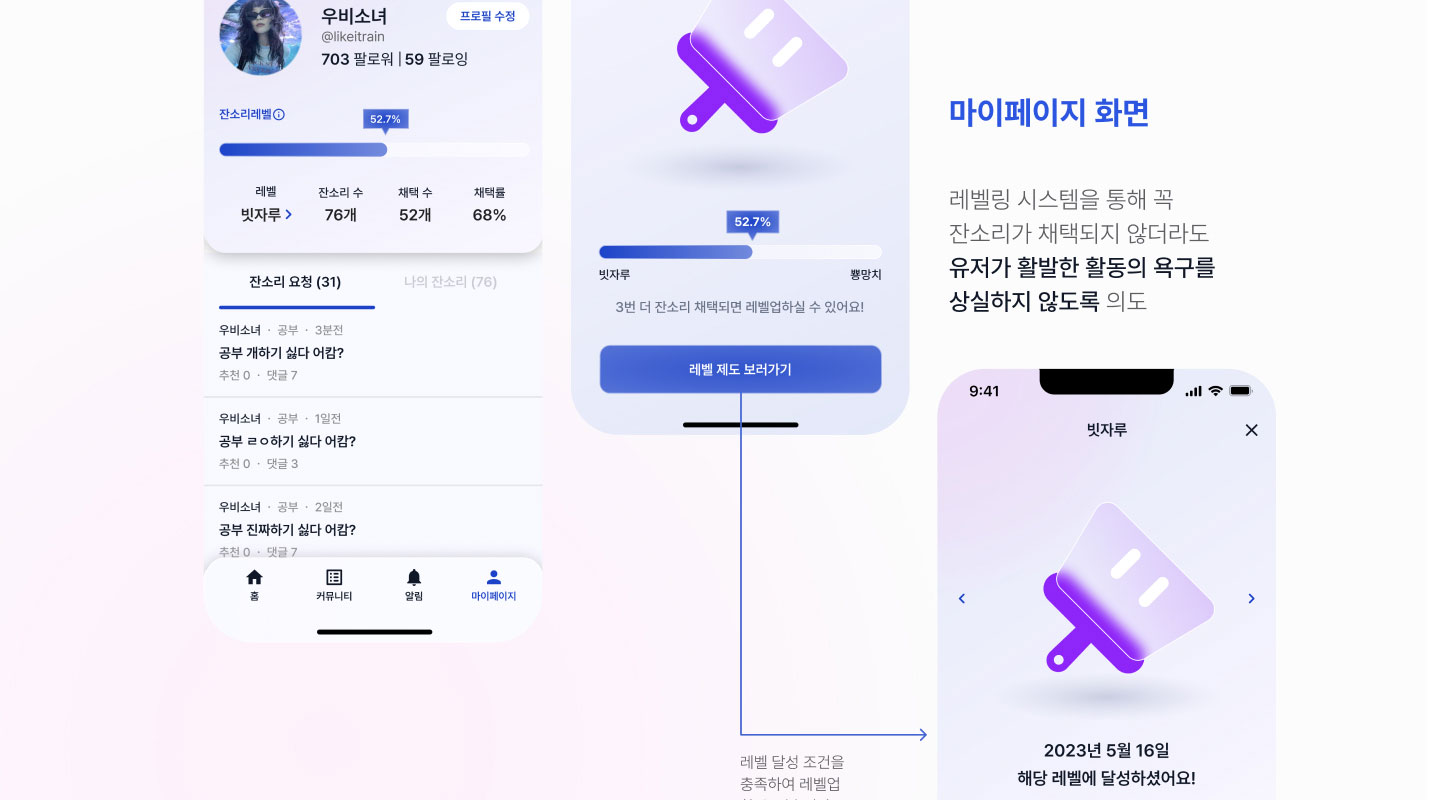 우비소녀
프로필 수정
@likeitrain
703 팔로워 | 59 팔로잉
잔소리레벨
52.7%
레벨
잔소리 수
채택 수
채택률
빗자루
76개
52개
68%
잔소리 요청 (31)
나의 잔소리 (76)
우비소녀 · 공부 · 3분전
공부 개하기 싫다 어캄?
추천 0 · 댓글 7
우비소녀 · 공부 · 1일전
공부 ㄹㅇ하기 싫다 어캄?
추천 0 · 댓글 3
우비소녀 · 공부 · 2일전
공부 진짜하기 싫다 어캄?
추천 0 · 댓글 7
홈
커뮤니티
알림
마이페이지
52.7%
빗자루
뿅망치
3번 더 잔소리 채택되면 레벨업하실 수 있어요!
레벨 제도 보러가기
레벨 달성 조건을
충족하여 레벨업
마이페이지 화면
레벨링 시스템을 통해 꼭
잔소리가 채택되지 않더라도
유저가 활발한 활동의 욕구를
상실하지 않도록 의도
9:41
빗자루
2023년 5월 16일
해당 레벨에 달성하셨어요!